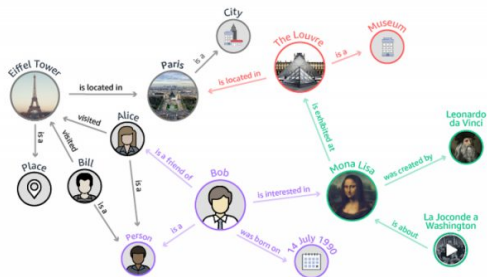 City
is a
Museum
The Louvre
is a
Paris
is located in
Eiffel Tower
is located in
Alice
visited
visited
is a
Place
Bill
is a
is a
is a friend of
Bob
is interested in
is exhibited at
Mona Lisa
Leonardo
da Vinci
was created by
La Joconde a
Washington
is about
Person
is a
was born on
14 July 1990